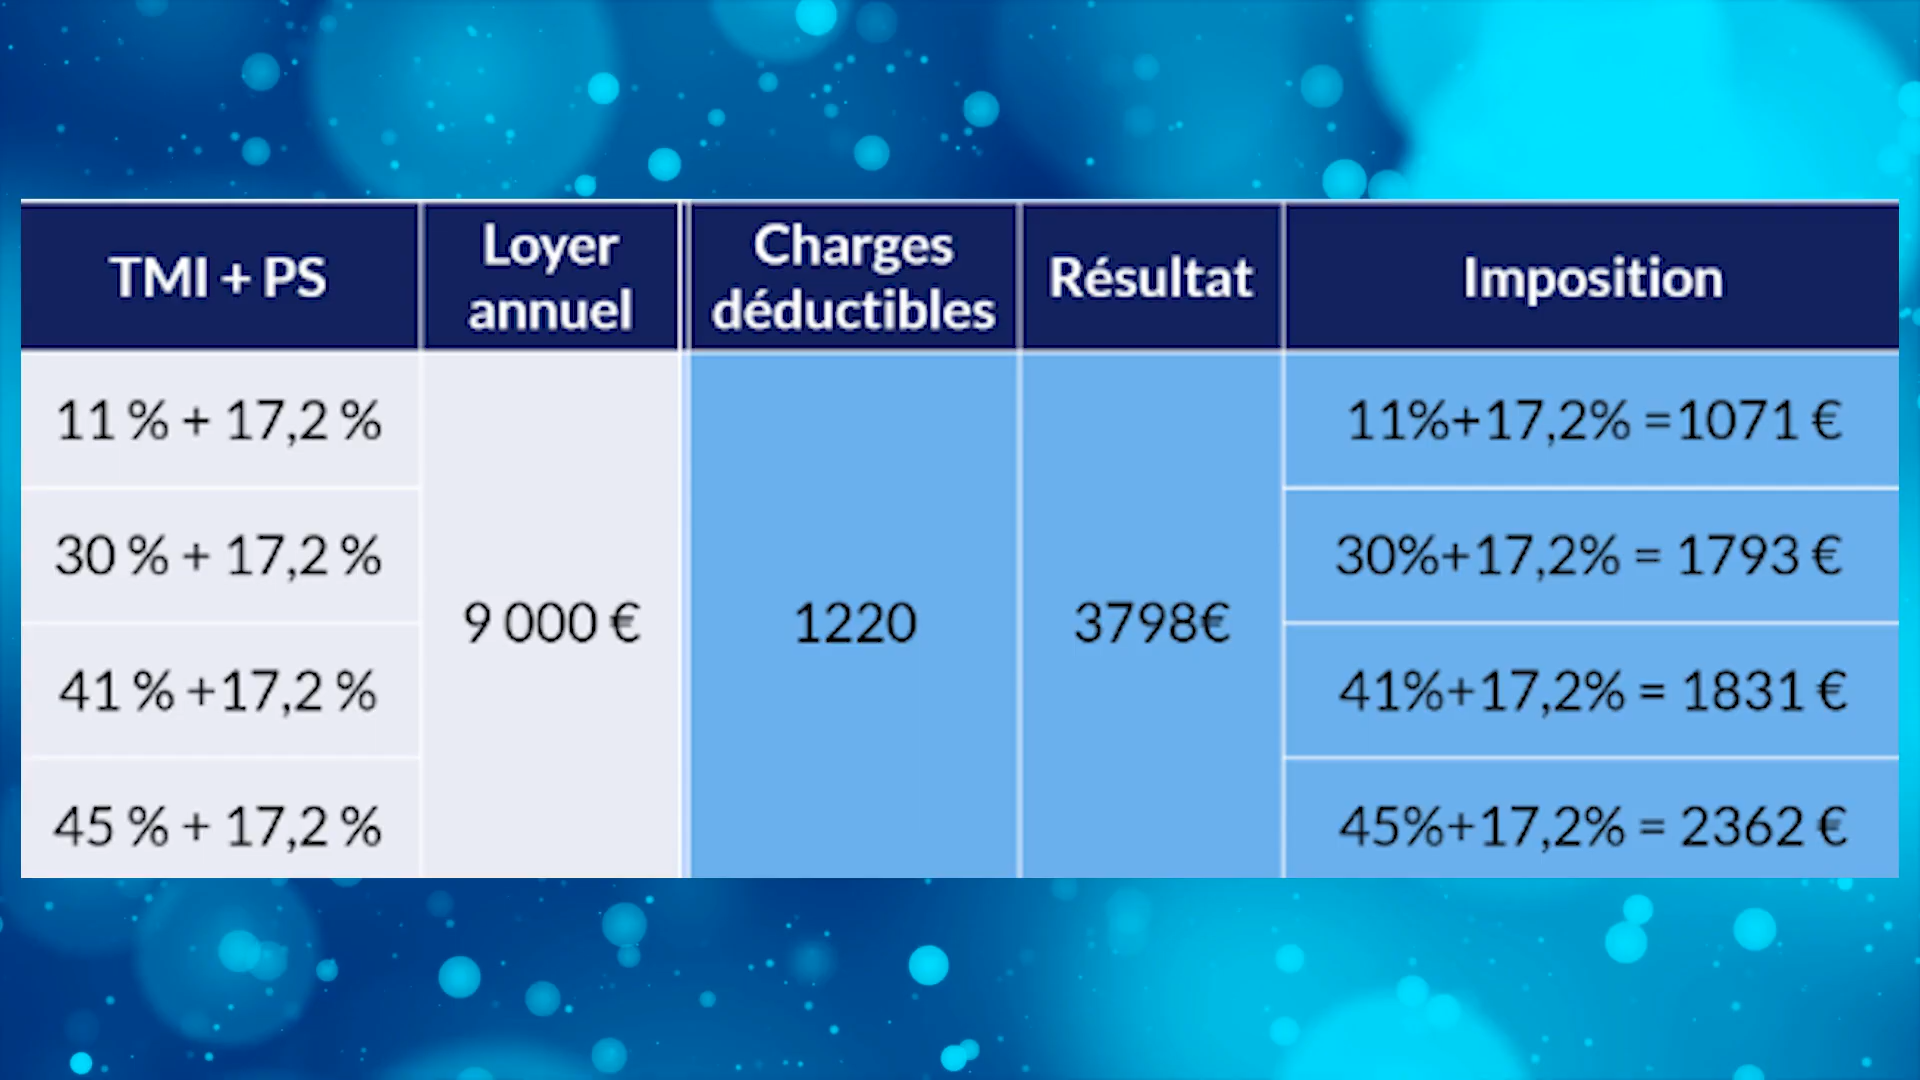 TMI + PS
Loyer
annuel
Charges
déductibles
Résultat
Imposition
11 % + 17,2 %
11%+17,2% =1071 €
30 % + 17,2 %
30%+17,2% = 1793 €
9 000 €
1220
3798€
41 % +17,2 %
41%+17,2% = 1831 €
45 % + 17,2 %
45%+17,2% = 2362 €